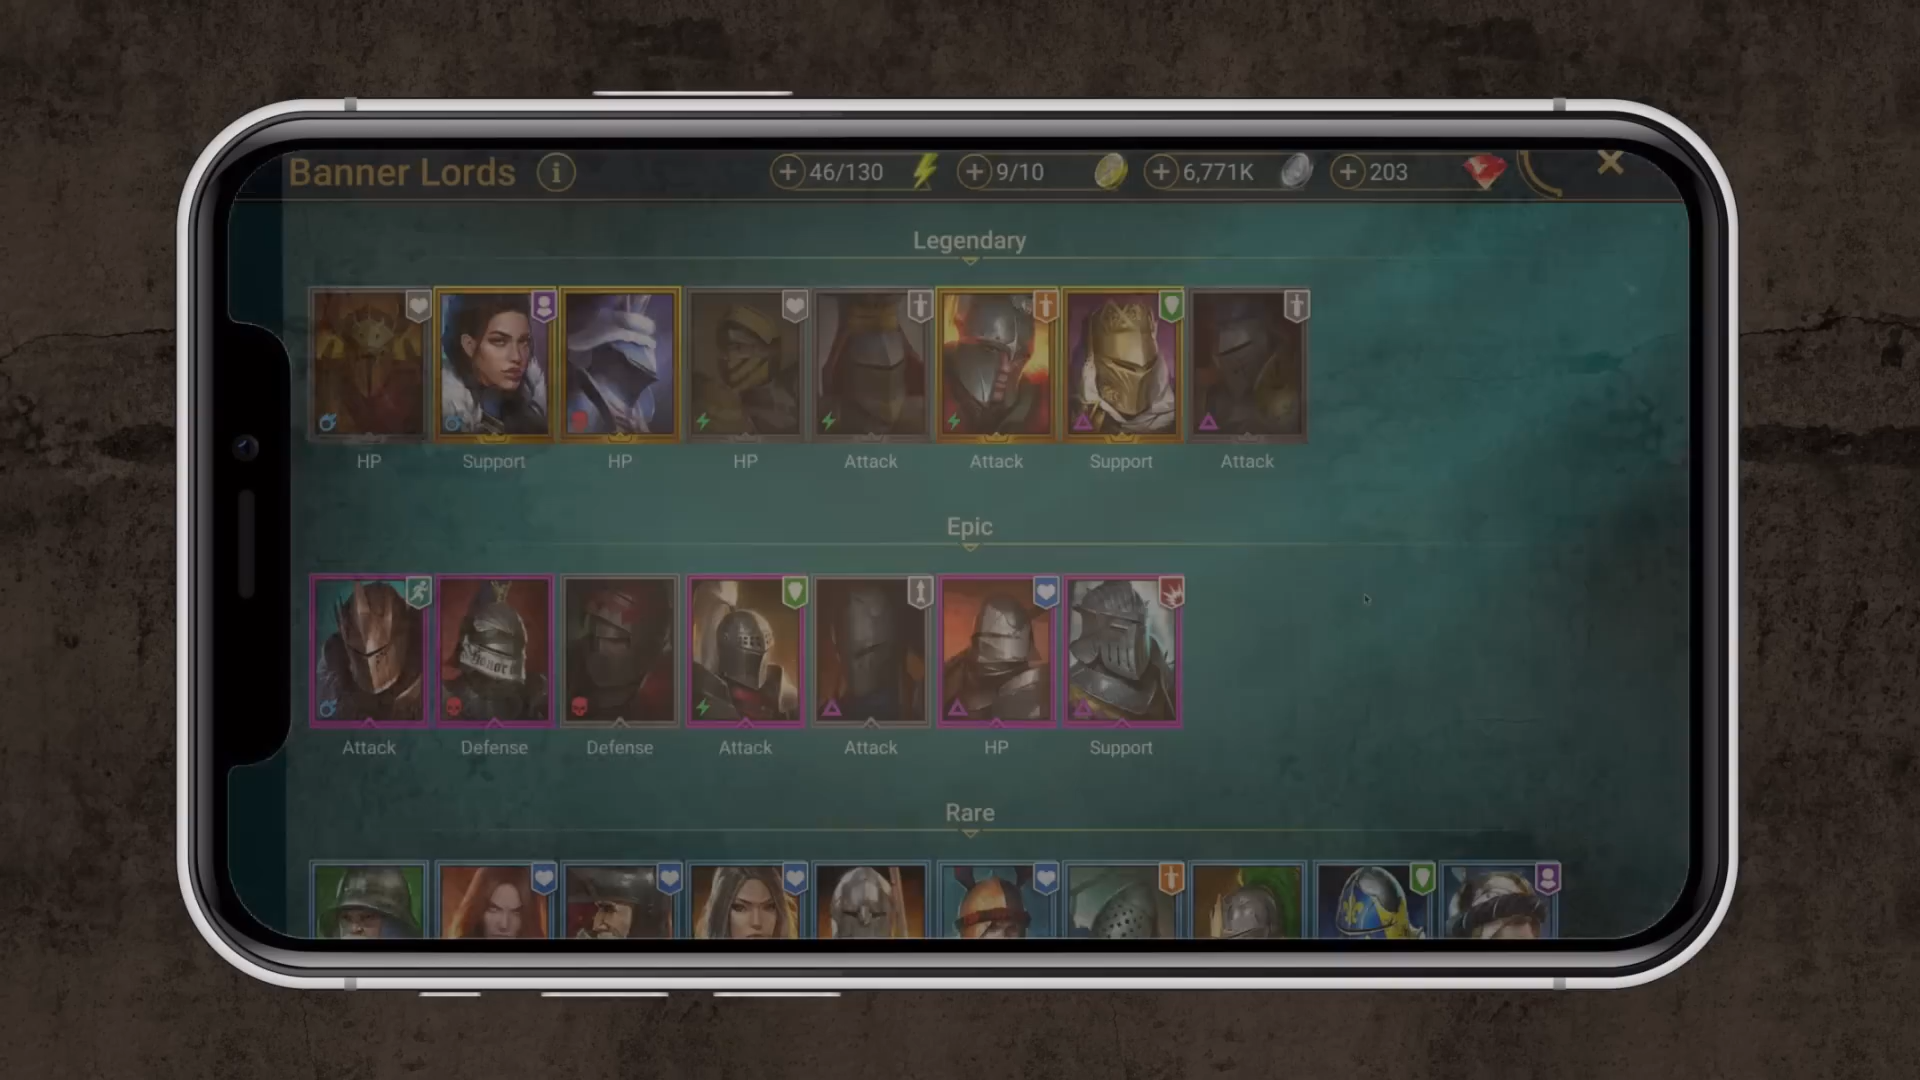 Banner Lords i 46/130 9/10 6,771K 203
Legendary
HP Support HP HP Attack Attack Support Attack
Epic
Honor
Attack Defense Defense Attack Attack HP Support
Rare